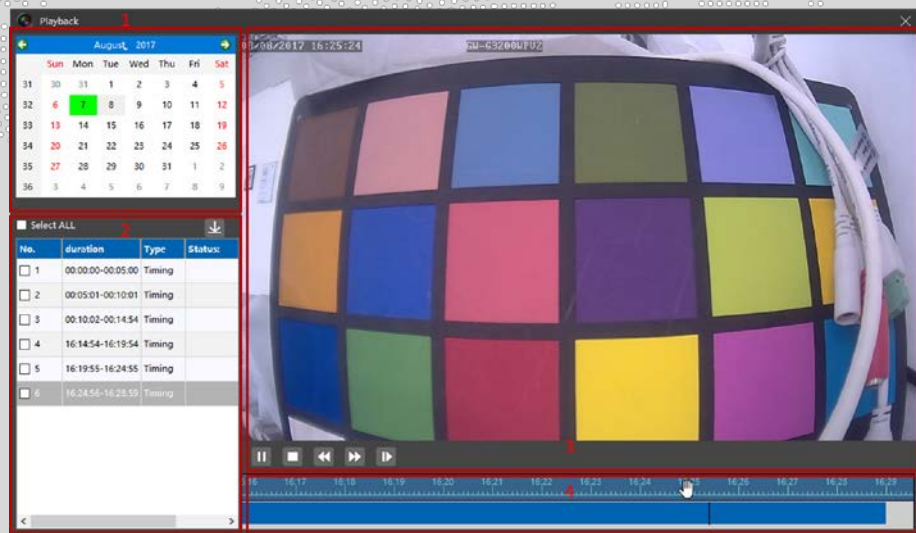 Playback
1
August, 2017
Sun Mon Tue Wed Thu Fri Sat
31 30 31 1 2 3 4 5
32 6 7 8 9 10 11 12
33 13 14 15 16 17 18 19
34 20 21 22 23 24 25 26
35 27 28 29 30 31 1 2
36 3 4 5 6 7 8 9
Select ALL
2
No. duration Type Status:
1 00:00:00-00:05:00 Timing
2 00:05:01-00:10:01 Timing
3 00:10:02-00:14:54 Timing
4 16:14:54-16:19:54 Timing
5 16:19:55-16:24:55 Timing
6 16:24:56-16:28:59 Timing
08/08/2017 16:25:24
3
16:17 16:18 16:19 16:20 16:21 16:22 16:23 16:24 16:25 16:26 16:27 16:28 16:29
4